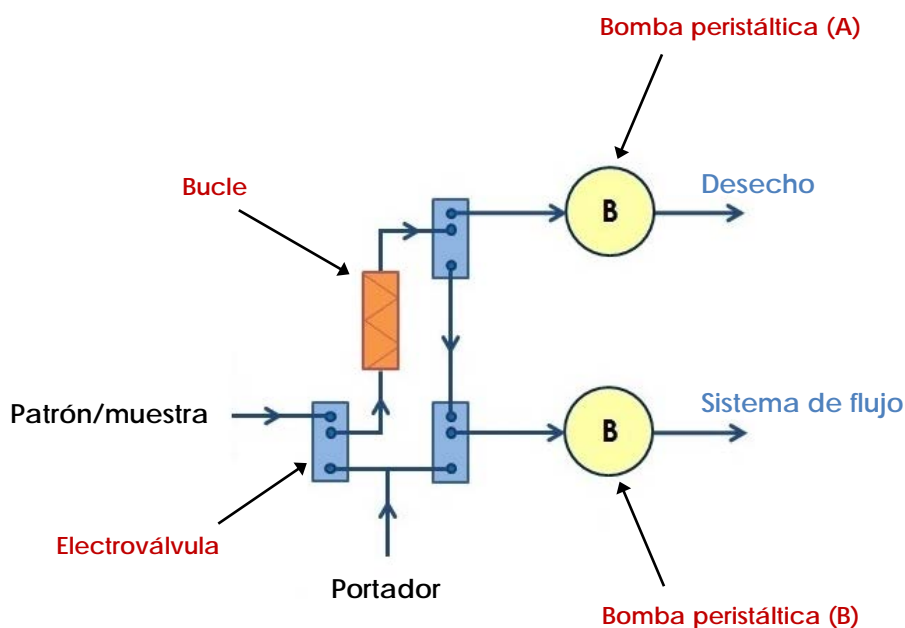 Bomba peristáltica (A)
Bucle
B
Desecho
Patrón/muestra
B
Sistema de flujo
Electroválvula
Portador
Bomba peristáltica (B)